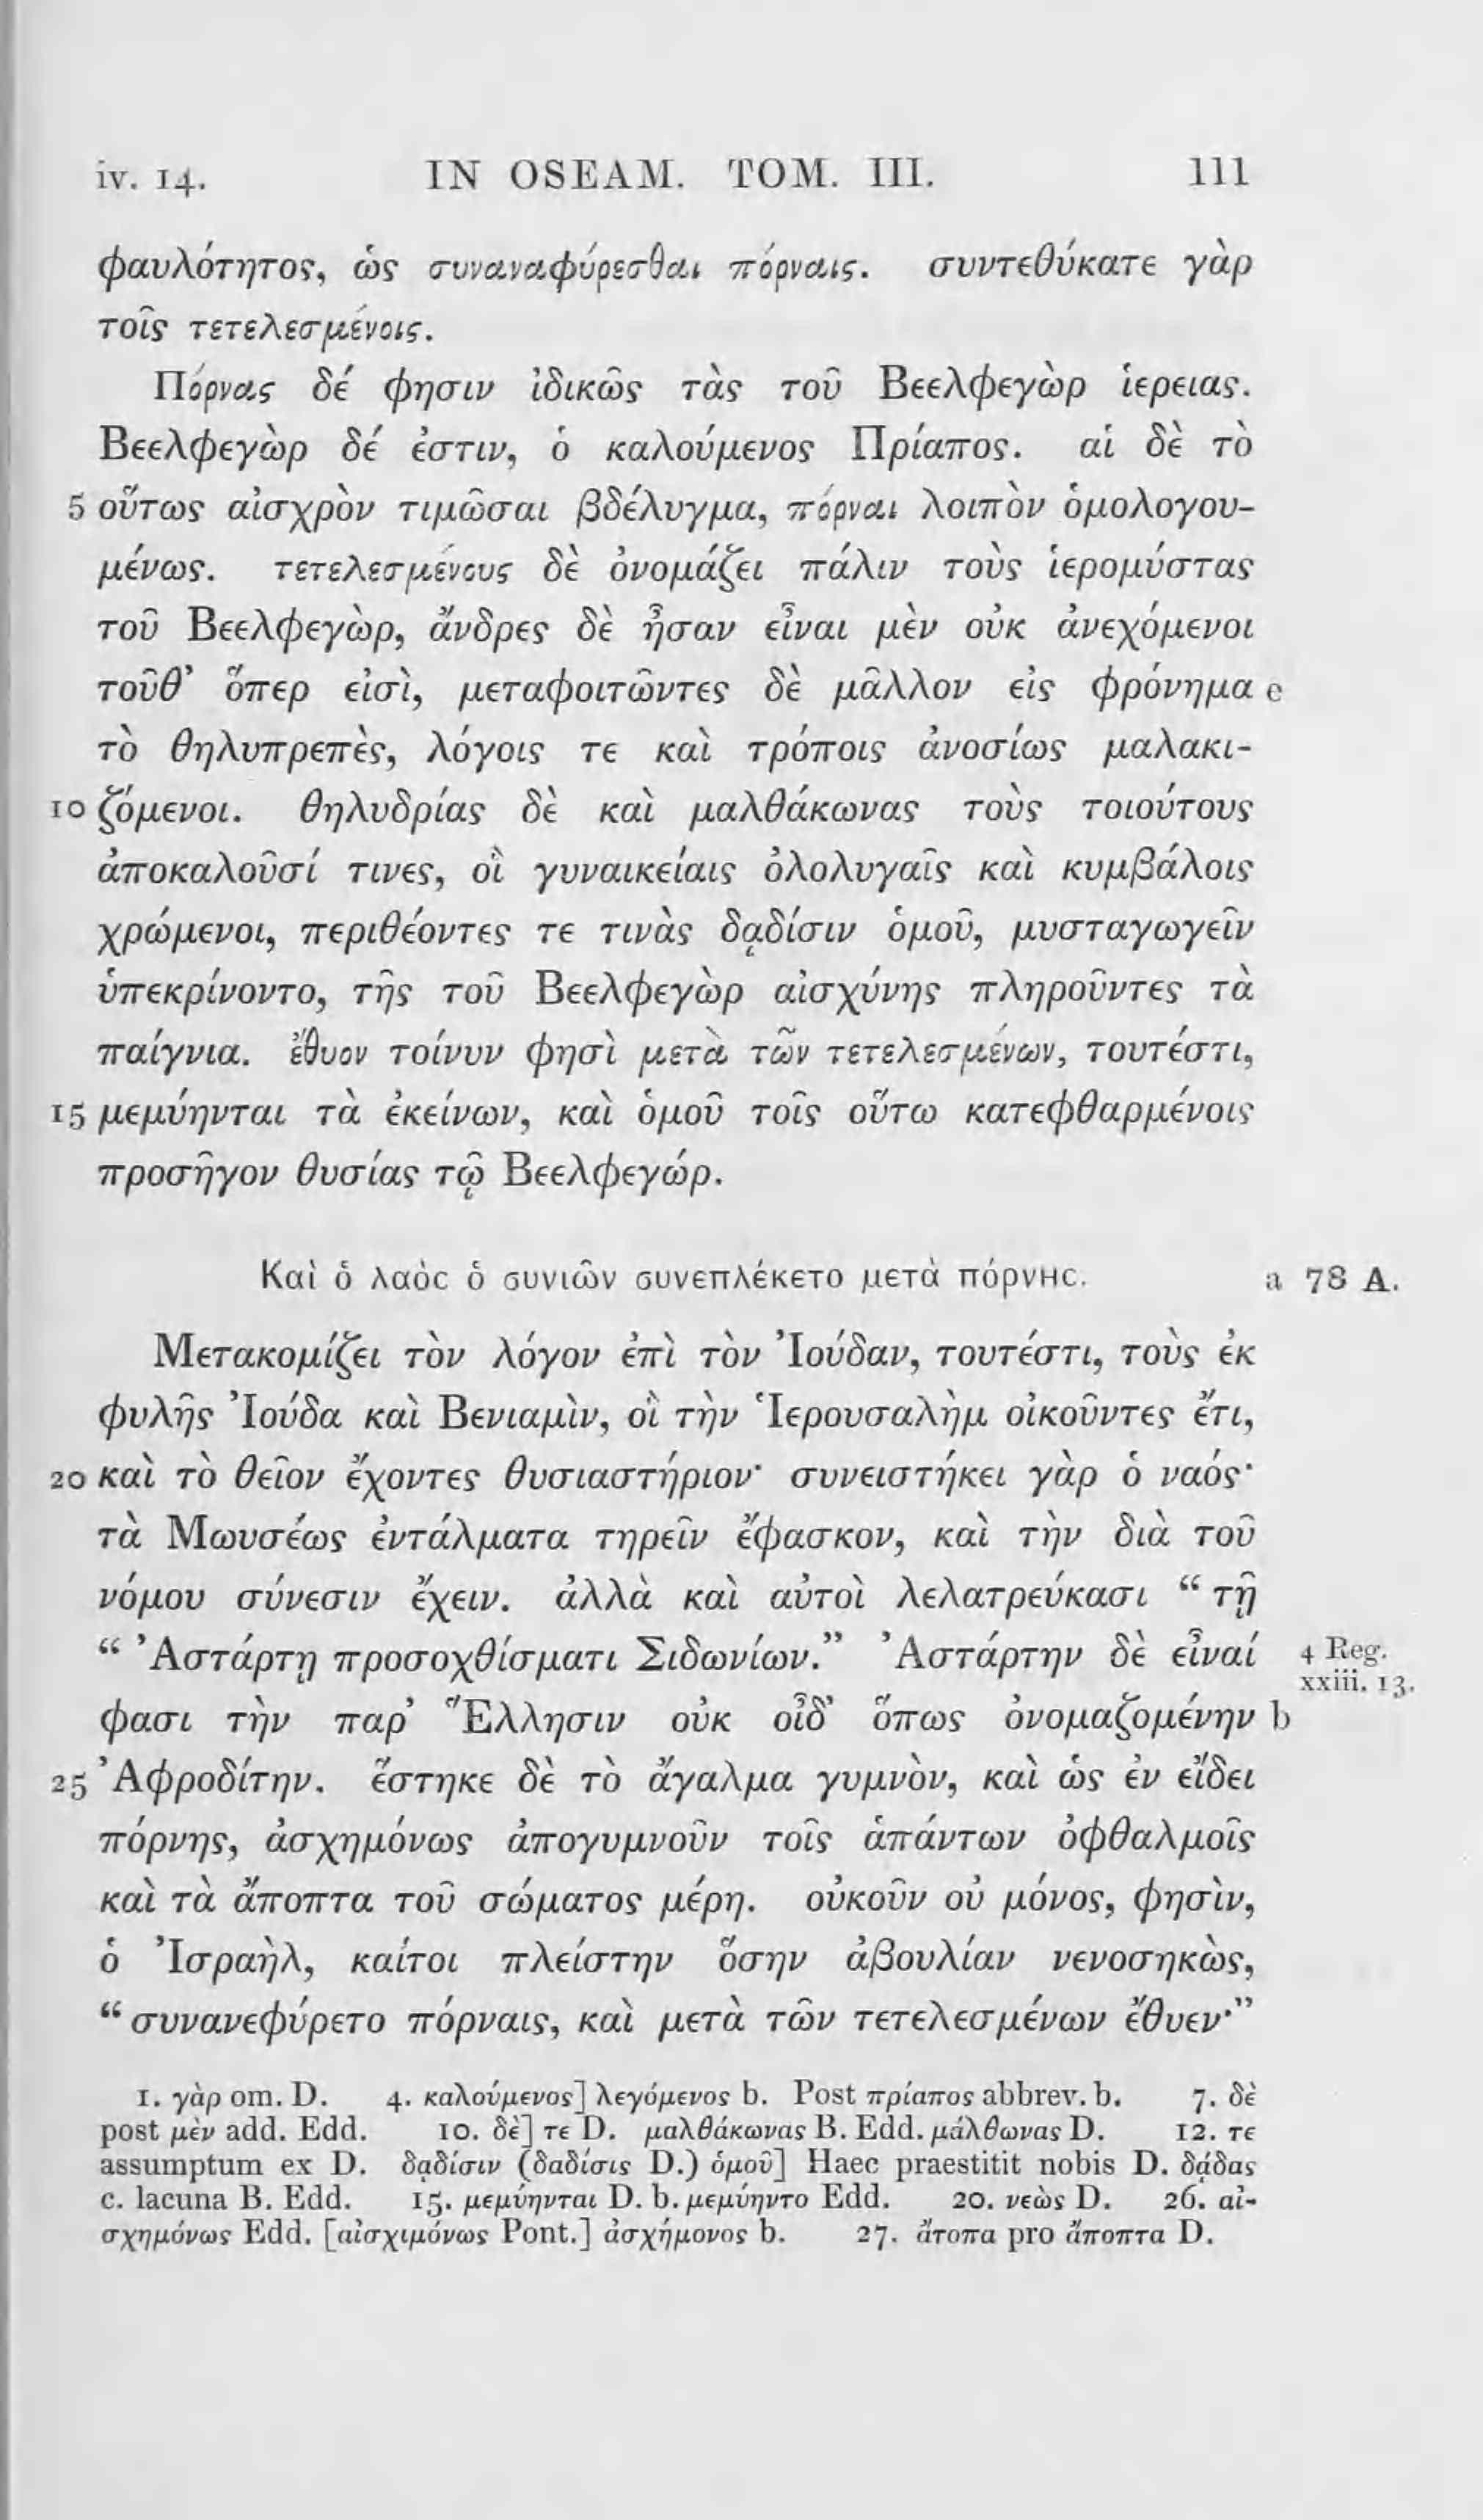 iv. 14. IN OSEAM. TOM. III. 111
φαυλότητος, ὡς συναναφύρεσθαι πόρναις. συντεθύκατε γὰρ
τοῖς τετελεσμένοις.
Πόρνας δέ φησιν ἰδικῶς τὰς τοῦ Βεελφεγὼρ ἱερειας.
Βεελφεγὼρ δέ ἐστιν, ὁ καλούμενος Πρίαπος. αἱ δὲ τὸ
5 οὕτως αἰσχρὸν τιμῶσαι βδέλυγμα, πόρναι λοιπὸν ὁμολογου-
μένως. τετελεσμένους δὲ ὀνομάζει πάλιν τοὺς ἱερομύστας
τοῦ Βεελφεγὼρ, ἄνδρες δὲ ἦσαν εἶναι μὲν οὐκ ἀνεχόμενοι
τοῦθ’ ὅπερ εἰσὶ, μεταφοιτῶντες δὲ μᾶλλον εἰς φρόνημα c
τὸ θηλυπρεπὲς, λόγοις τε καὶ τρόποις ἀνοσίως μαλακι-
10 ζόμενοι. θηλυδρίας δὲ καὶ μαλθάκωνας τοὺς τοιούτους
ἀποκαλοῦσί τινες, οἳ γυναικείαις ὀλολυγαῖς καὶ κυμβάλοις
χρώμενοι, περιθέοντες τε τινὰς δᾳδίσιν ὁμοῦ, μυσταγωγεῖν
ὑπεκρίνοντο, τῆς τοῦ Βεελφεγὼρ αἰσχύνης πληροῦντες τὰ
παίγνια. ἔθυον τοίνυν φησὶ μετὰ τῶν τετελεσμένων, τουτέστι,
15 μεμύηνται τὰ ἐκείνων, καὶ ὁμοῦ τοῖς οὕτω κατεφθαρμένοις
προσῆγον θυσίας τῷ Βεελφεγώρ.
Καὶ ὁ λαὸς ὁ συνιῶν συνεπλέκετο μετὰ πόρνης. a 78 A.
Μετακομίζει τὸν λόγον ἐπὶ τὸν Ἰούδαν, τουτέστι, τοὺς ἐκ
φυλῆς Ἰούδα καὶ Βενιαμὶν, οἳ τὴν Ἱερουσαλὴμ οἰκοῦντες ἔτι,
20 καὶ τὸ θεῖον ἔχοντες θυσιαστήριον· συνειστήκει γὰρ ὁ ναός·
τὰ Μωυσέως ἐντάλματα τηρεῖν ἔφασκον, καὶ τὴν διὰ τοῦ
νόμου σύνεσιν ἔχειν. ἀλλὰ καὶ αὐτοὶ λελατρεύκασι “ τῇ
“ Ἀστάρτῃ προσοχθίσματι Σιδωνίων.” Ἀστάρτην δὲ εἶναί 4 Reg.
xxiii. 13.
φασι τὴν παρ’ Ἕλλησιν οὐκ οἶδ’ ὅπως ὀνομαζομένην b
25 Ἀφροδίτην. ἕστηκε δὲ τὸ ἄγαλμα γυμνὸν, καὶ ὡς ἐν εἴδει
πόρνης, ἀσχημόνως ἀπογυμνοῦν τοῖς ἁπάντων ὀφθαλμοῖς
καὶ τὰ ἄποπτα τοῦ σώματος μέρη. οὐκοῦν οὐ μόνος, φησὶν,
ὁ Ἰσραὴλ, καίτοι πλείστην ὅσην ἀβουλίαν νενοσηκὼς,
“ συνανεφύρετο πόρναις, καὶ μετὰ τῶν τετελεσμένων ἔθυεν·”
1. γὰρ om. D. 4. καλούμενος] λεγόμενος b. Post πρίαπος abbrev. b. 7. δὲ
post μὲν add. Edd. 10. δὲ] τε D. μαλθάκωνας B. Edd. μάλθωνας D. 12. τε
assumptum ex D. δᾳδίσιν (δαδίσις D.) ὁμοῦ] Haec praestitit nobis D. δᾴδας
c. lacuna B. Edd. 15. μεμύηνται D. b. μεμύηντο Edd. 20. νεὼς D. 26. αἰ-
σχημόνως Edd. [αἰσχιμόνως Pont.] ἀσχήμονος b. 27. ἄτοπα pro ἄποπτα D.